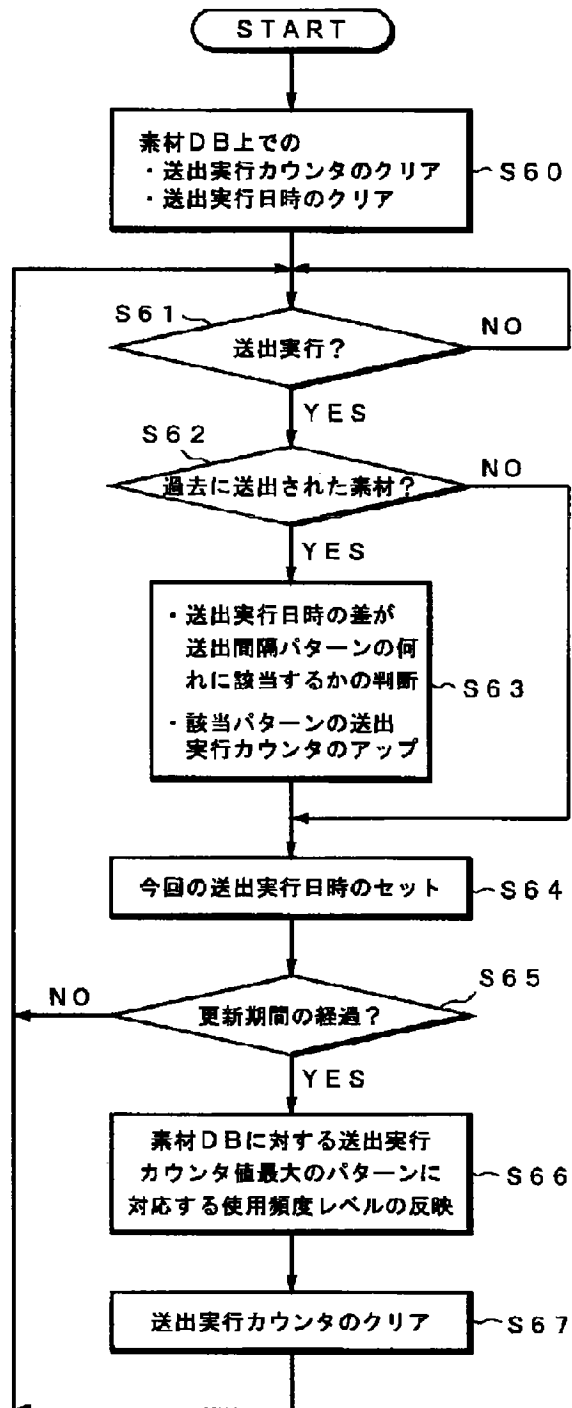 START
素材DB上での
・送出実行カウンタのクリア
・送出実行日時のクリア
S60
S61
送出実行?
NO
YES
S62
過去に送出された素材?
NO
YES
・送出実行日時の差が
送出間隔パターンの何
れに該当するかの判断
・該当パターンの送出
実行カウンタのアップ
S63
今回の送出実行日時のセット
S64
S65
更新期間の経過?
NO
YES
素材DBに対する送出実行
カウンタ値最大のパターンに
対応する使用頻度レベルの反映
S66
送出実行カウンタのクリア
S67